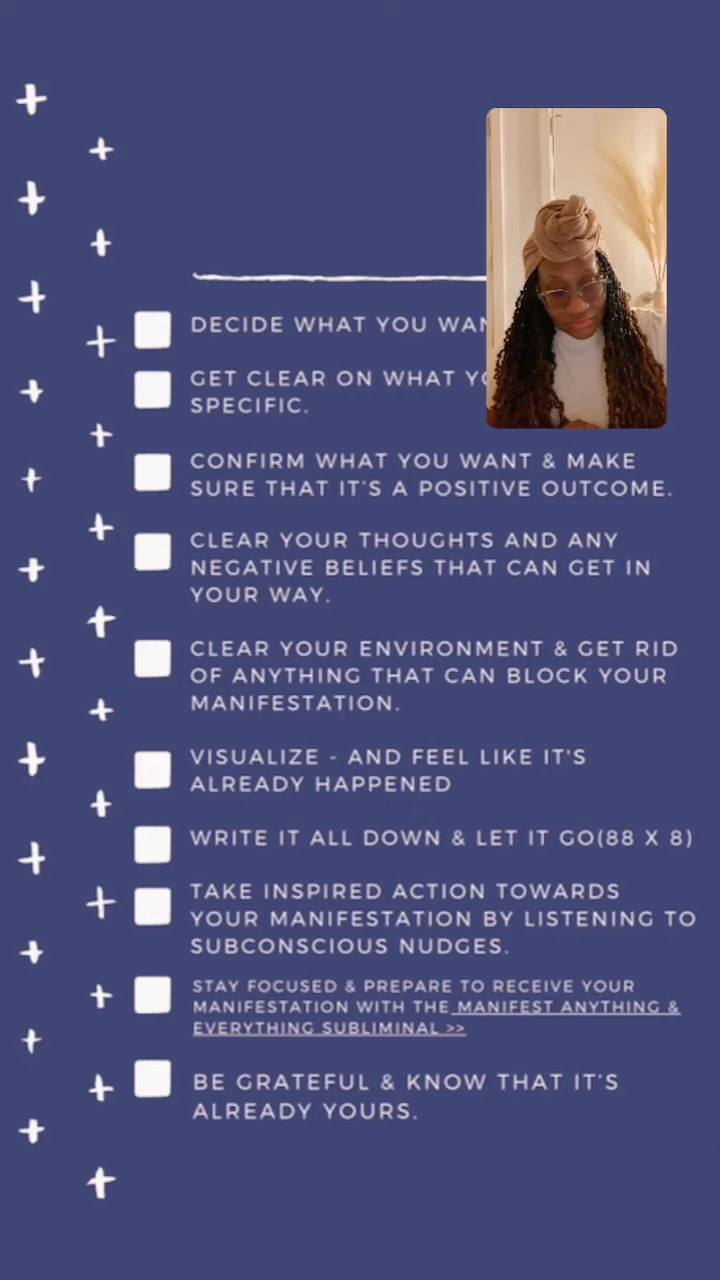 DECIDE WHAT YOU
GET CLEAR ON WHAT
SPECIFIC.
CONFIRM WHAT YOU WANT & MAKE
SURE THAT IT'S A POSITIVE OUTCOME.
CLEAR YOUR THOUGHTS AND ANY
NEGATIVE BELIEFS THAT CAN GET IN
YOUR WAY.
CLEAR YOUR ENVIRONMENT & GET RID
OF ANYTHING THAT CAN BLOCK YOUR
MANIFESTATION.
VISUALIZE - AND FEEL LIKE IT'S
ALREADY HAPPENED
WRITE IT ALL DOWN & LET IT GO(88 X 8)
TAKE INSPIRED ACTION TOWARDS
YOUR MANIFESTATION BY LISTENING TO
SUBCONSCIOUS NUDGES.
STAY FOCUSED & PREPARE TO RECEIVE YOUR
MANIFESTATION WITH THE MANIFEST ANYTHING &
EVERYTHING SUBLIMINAL >>
BE GRATEFUL & KNOW THAT IT'S
ALREADY YOURS.